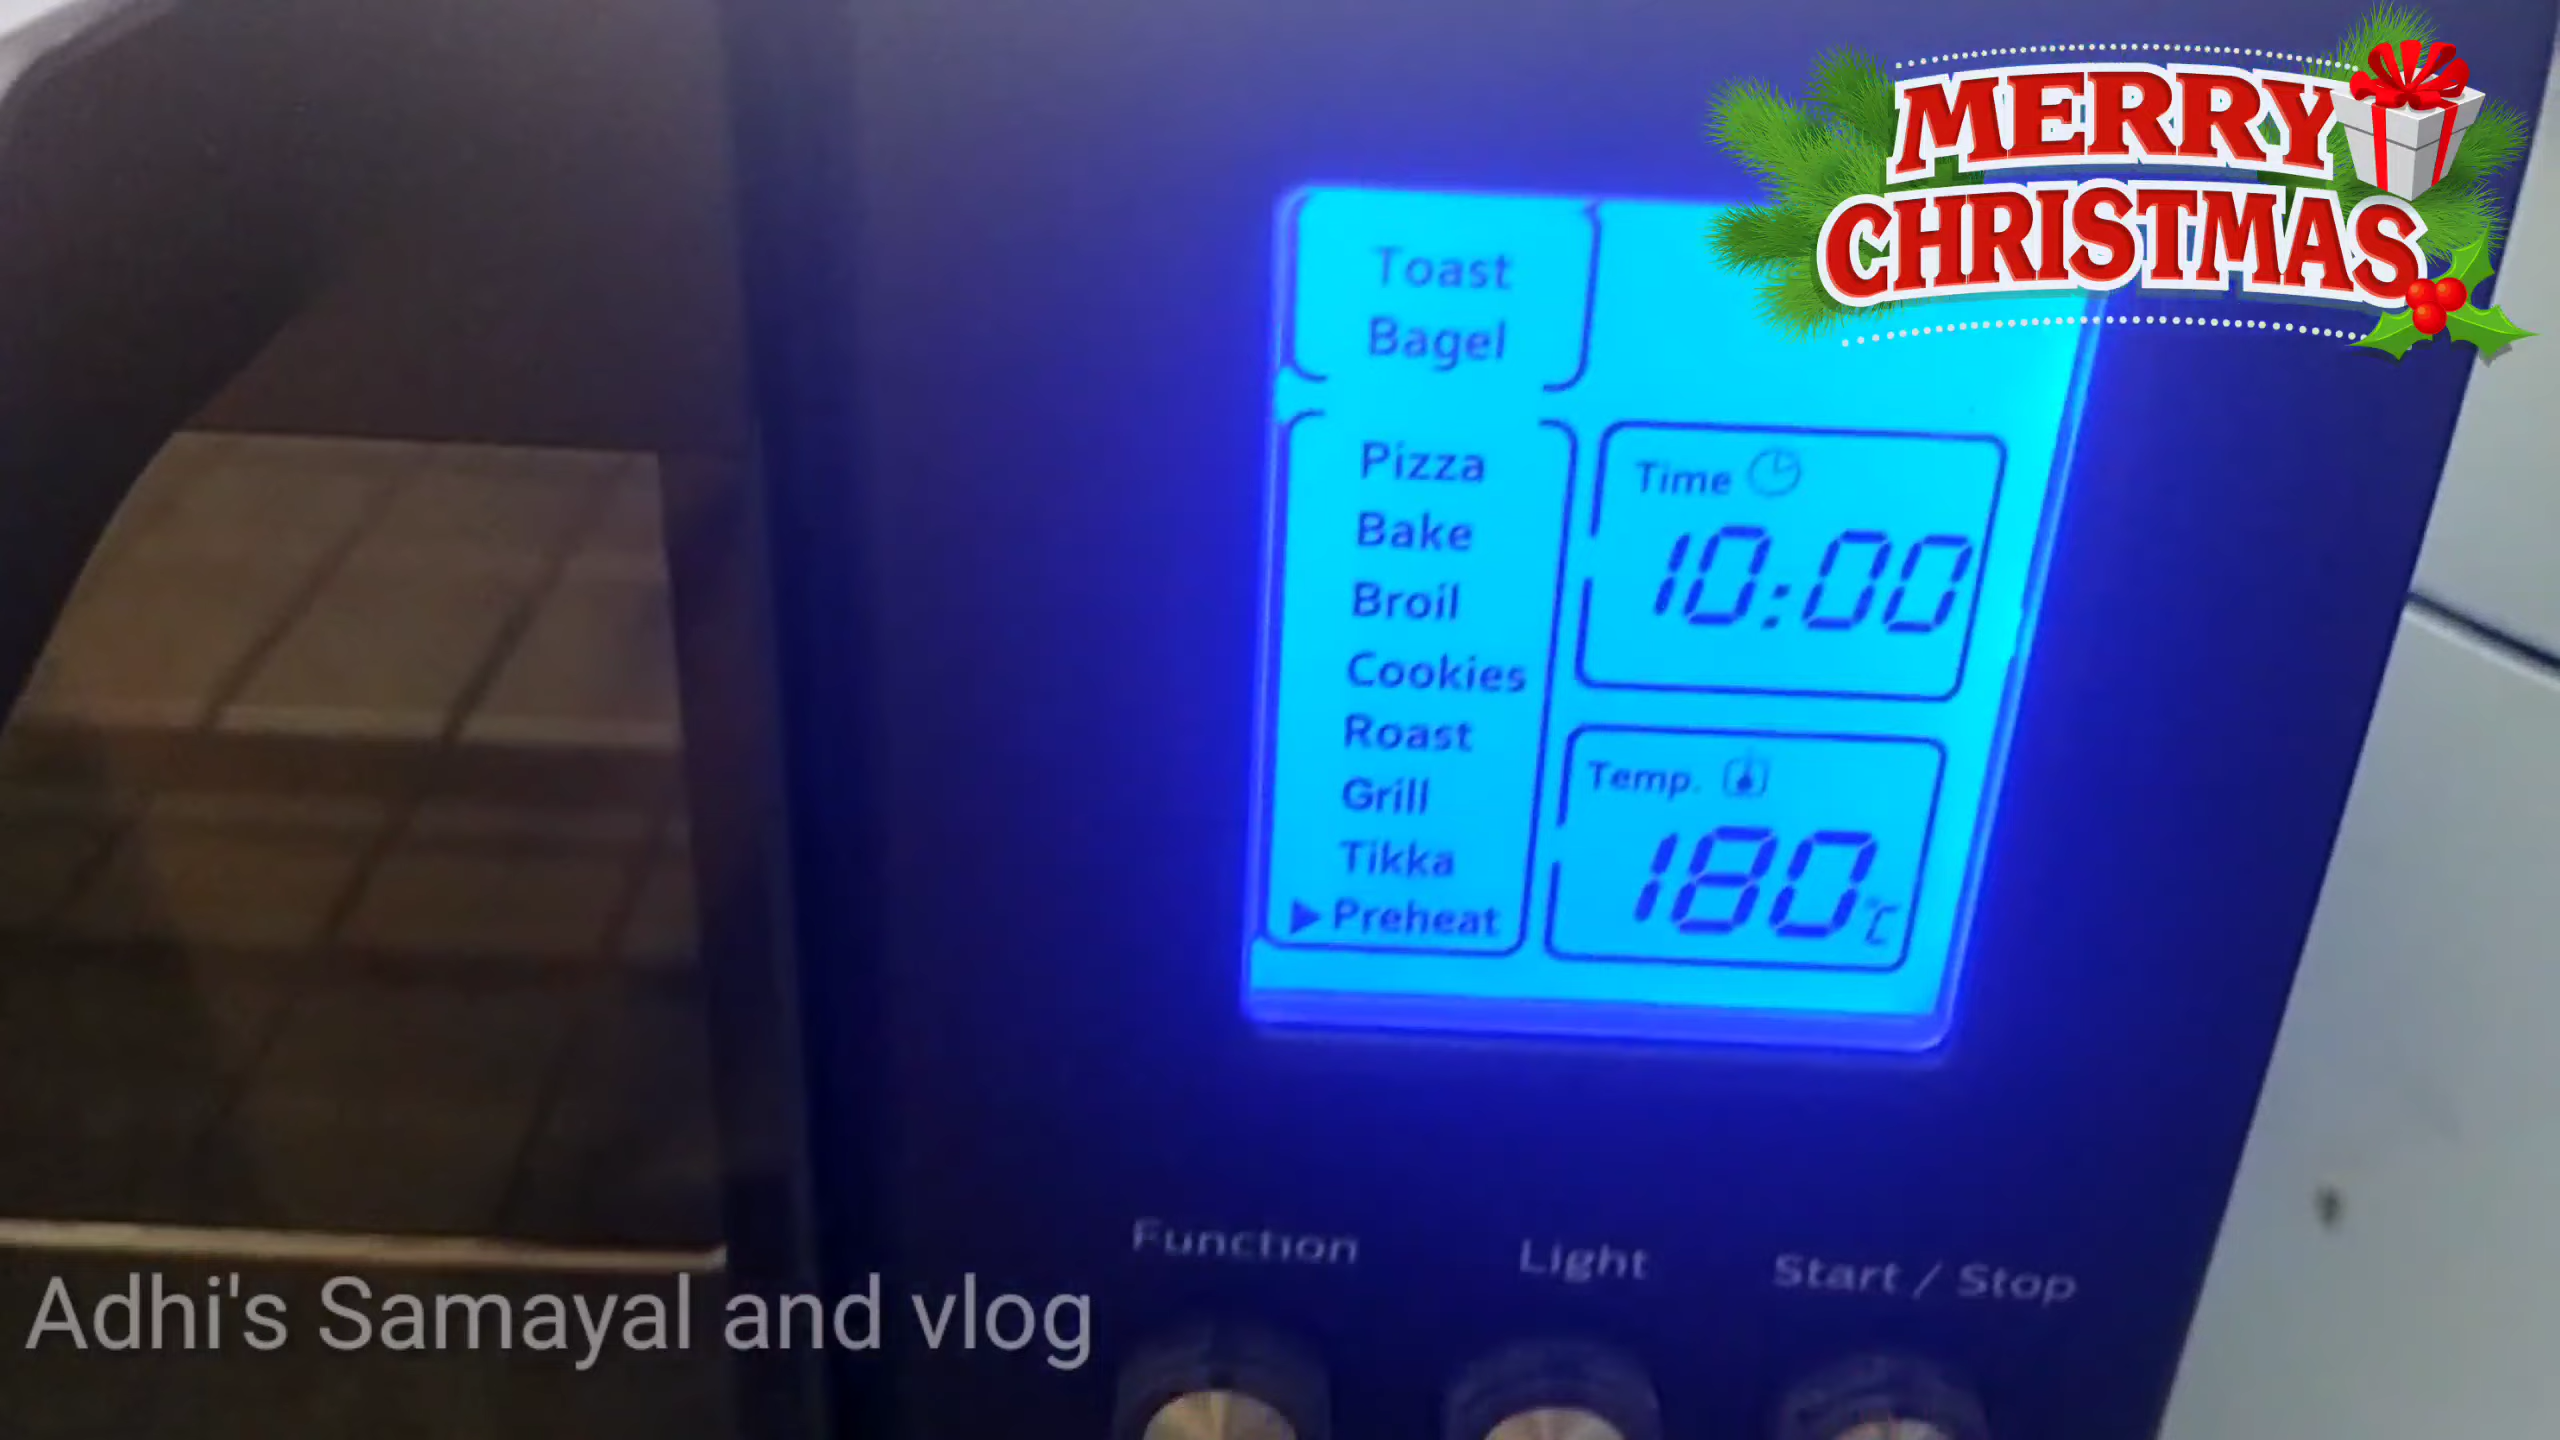 MERRY
CHRISTMAS
Toast
Bagel
Pizza
Bake
Broil
Cookies
Roast
Grill
Tikka
Preheat
Time
10:00
Temp.
180°C
Function
Light
Start / Stop
Adhi's Samayal and vlog